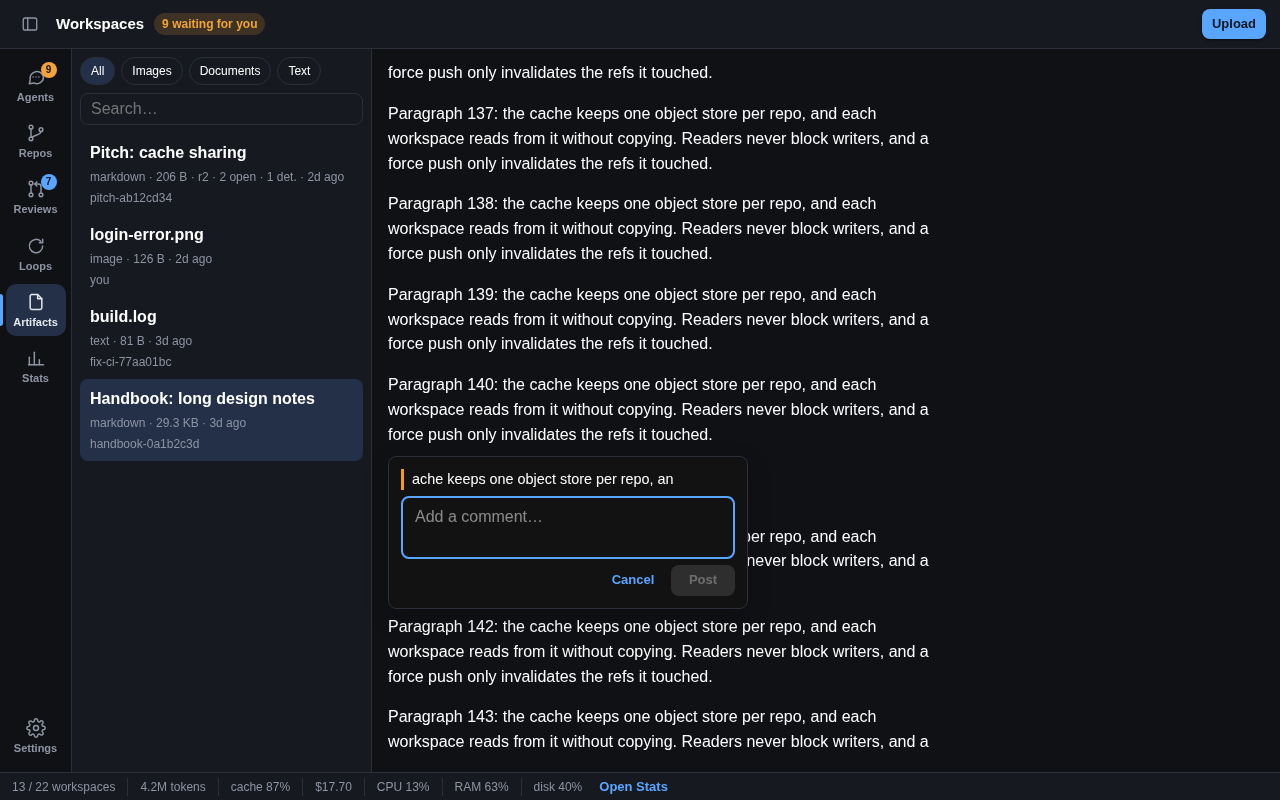 Workspaces
9 waiting for you
Upload
9
Agents
Repos
7
Reviews
Loops
Artifacts
Stats
Settings
All
Images
Documents
Text
Search…
Pitch: cache sharing
markdown · 206 B · r2 · 2 open · 1 det. · 2d ago
pitch-ab12cd34
login-error.png
image · 126 B · 2d ago
you
build.log
text · 81 B · 3d ago
fix-ci-77aa01bc
Handbook: long design notes
markdown · 29.3 KB · 3d ago
handbook-0a1b2c3d
force push only invalidates the refs it touched.
Paragraph 137: the cache keeps one object store per repo, and each
workspace reads from it without copying. Readers never block writers, and a
force push only invalidates the refs it touched.
Paragraph 138: the cache keeps one object store per repo, and each
workspace reads from it without copying. Readers never block writers, and a
force push only invalidates the refs it touched.
Paragraph 139: the cache keeps one object store per repo, and each
workspace reads from it without copying. Readers never block writers, and a
force push only invalidates the refs it touched.
Paragraph 140: the cache keeps one object store per repo, and each
workspace reads from it without copying. Readers never block writers, and a
force push only invalidates the refs it touched.
ache keeps one object store per repo, an
Add a comment…
Cancel
Post
per repo, and each
never block writers, and a
Paragraph 142: the cache keeps one object store per repo, and each
workspace reads from it without copying. Readers never block writers, and a
force push only invalidates the refs it touched.
Paragraph 143: the cache keeps one object store per repo, and each
workspace reads from it without copying. Readers never block writers, and a
13 / 22 workspaces
4.2M tokens
cache 87%
$17.70
CPU 13%
RAM 63%
disk 40%
Open Stats